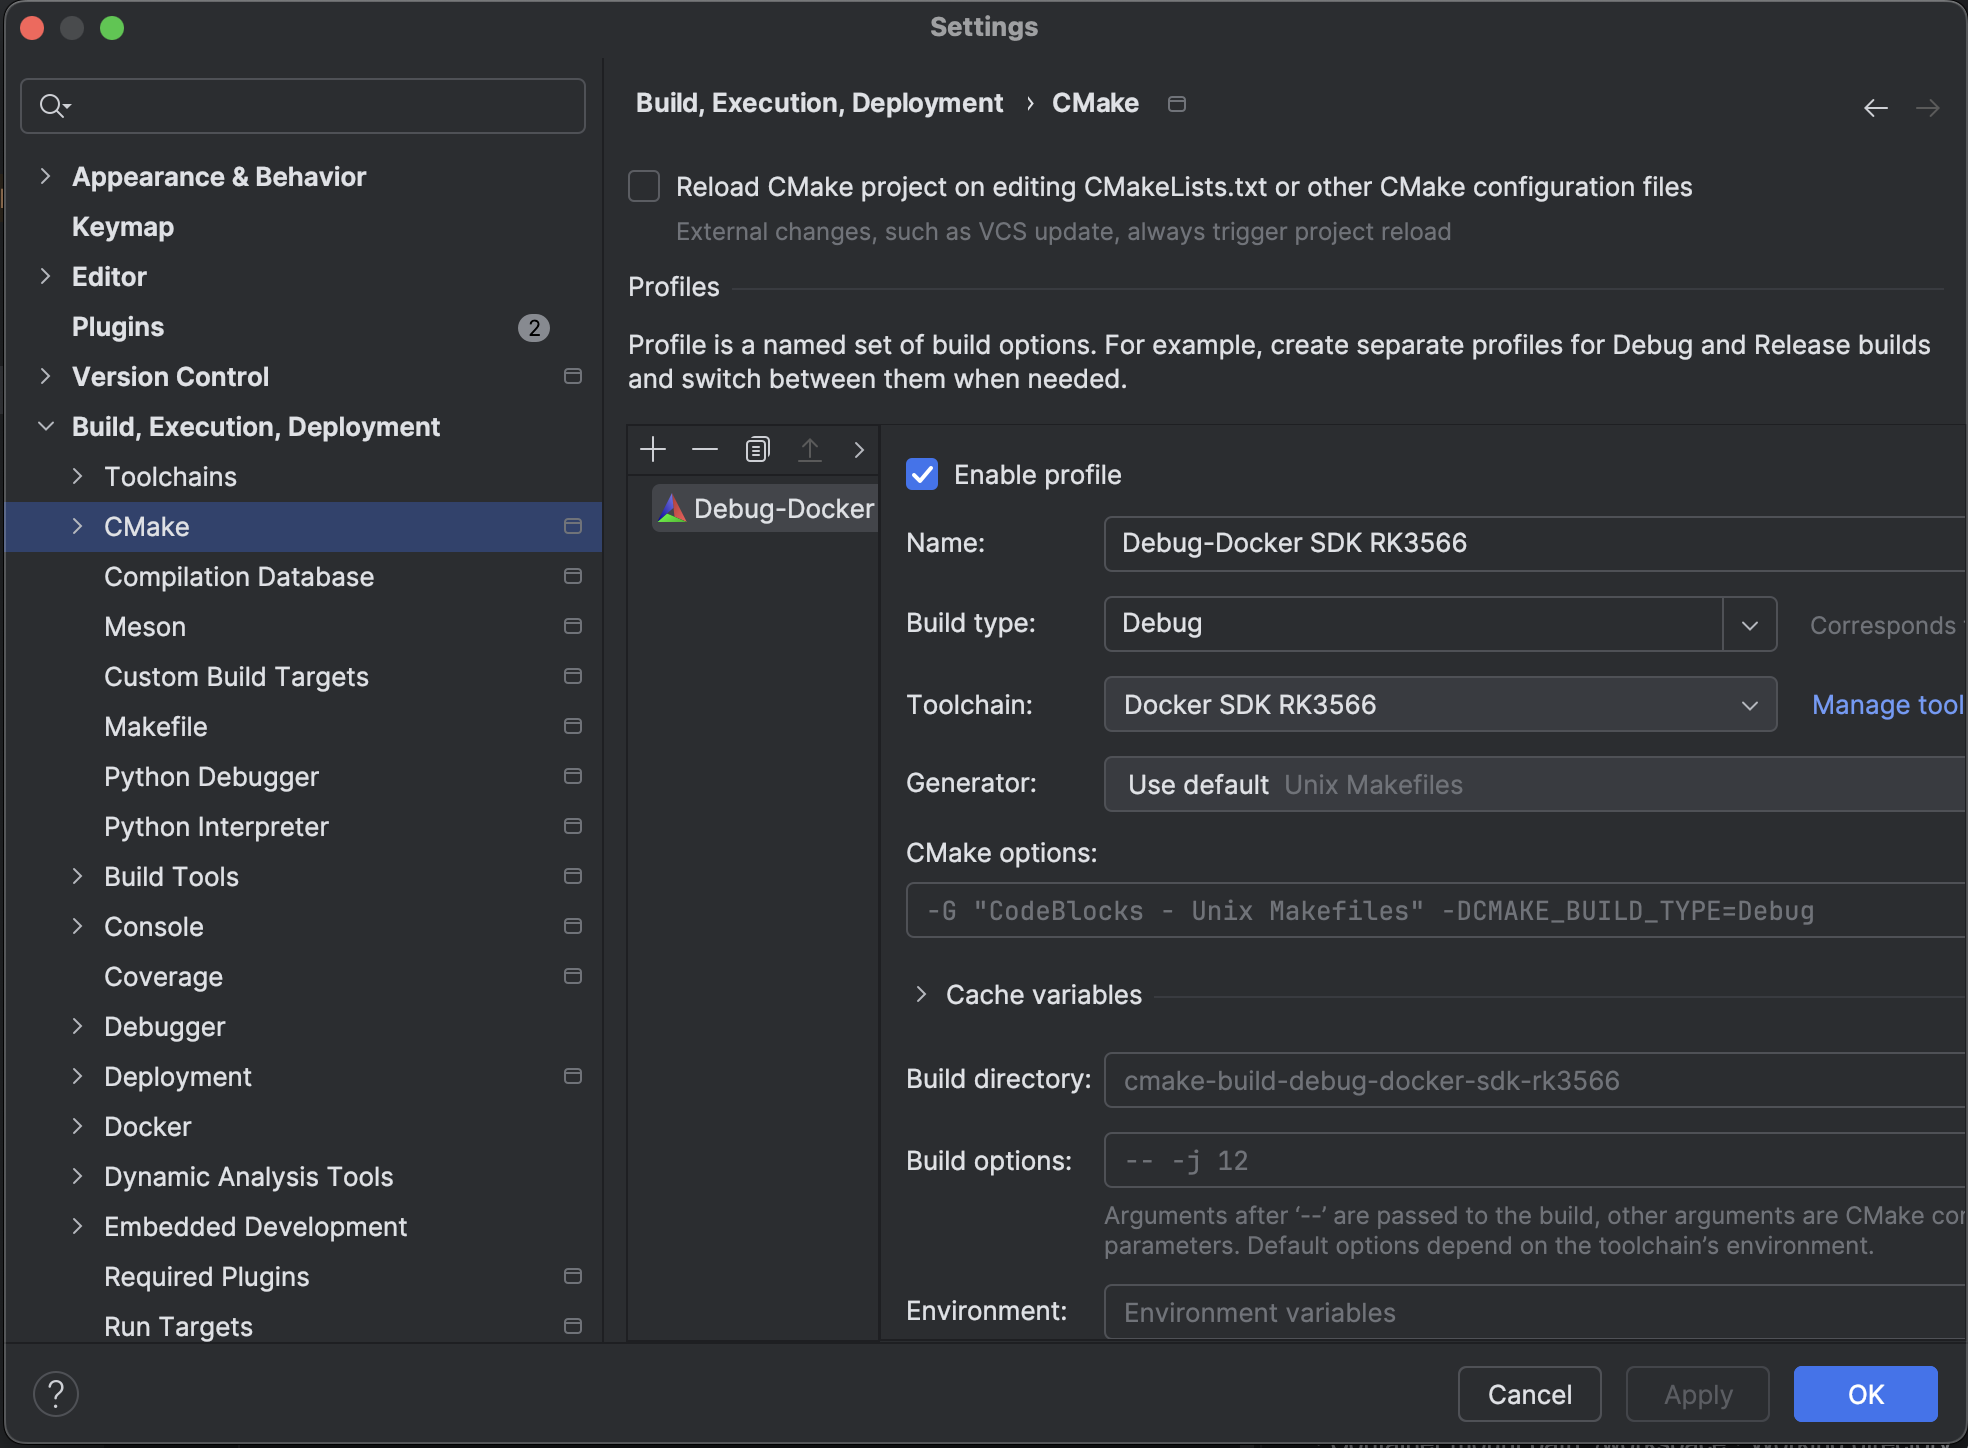 Settings
Appearance & Behavior
Keymap
Editor
Plugins
2
Version Control
Build, Execution, Deployment
Toolchains
CMake
Compilation Database
Meson
Custom Build Targets
Makefile
Python Debugger
Python Interpreter
Build Tools
Console
Coverage
Debugger
Deployment
Docker
Dynamic Analysis Tools
Embedded Development
Required Plugins
Run Targets
Build, Execution, Deployment › CMake
Reload CMake project on editing CMakeLists.txt or other CMake configuration files
External changes, such as VCS update, always trigger project reload
Profiles
Profile is a named set of build options. For example, create separate profiles for Debug and Release builds
and switch between them when needed.
Debug-Docker
Enable profile
Name: Debug-Docker SDK RK3566
Build type: Debug Corresponds
Toolchain: Docker SDK RK3566 Manage tool
Generator: Use default Unix Makefiles
CMake options:
-G "CodeBlocks - Unix Makefiles" -DCMAKE_BUILD_TYPE=Debug
Cache variables
Build directory: cmake-build-debug-docker-sdk-rk3566
Build options: -- -j 12
Arguments after ‘--’ are passed to the build, other arguments are CMake co
parameters. Default options depend on the toolchain’s environment.
Environment: Environment variables
?
Cancel
Apply
OK